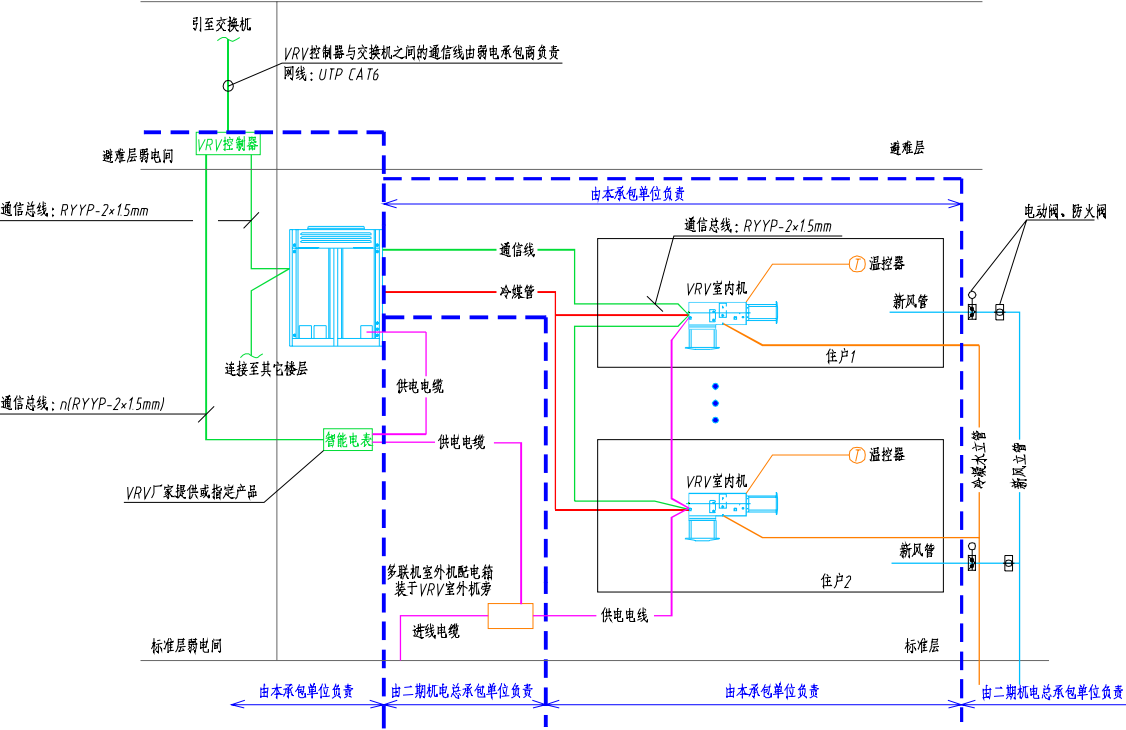 引至交换机
VRV控制器与交换机之间的通信线由弱电承包商负责
网线：UTP CAT6
VRV控制器
避难层弱电间
避难层
由本承包单位负责
通信总线：RYYP-2×1.5mm
通信总线：RYYP-2×1.5mm
电动阀、防火阀
通信线
温控器
VRV室内机
冷媒管
新风管
住户1
连接至其它楼层
供电电缆
通信总线：n(RYYP-2×1.5mm)
智能电表
供电电缆
温控器
冷凝水立管
新风立管
VRV室内机
VRV厂家提供或指定产品
新风管
多联机室外机配电箱
装于VRV室外机旁
住户2
供电电线
进线电缆
标准层弱电间
标准层
由本承包单位负责
由二期机电总承包单位负责
由本承包单位负责
由二期机电总承包单位负责
T
T